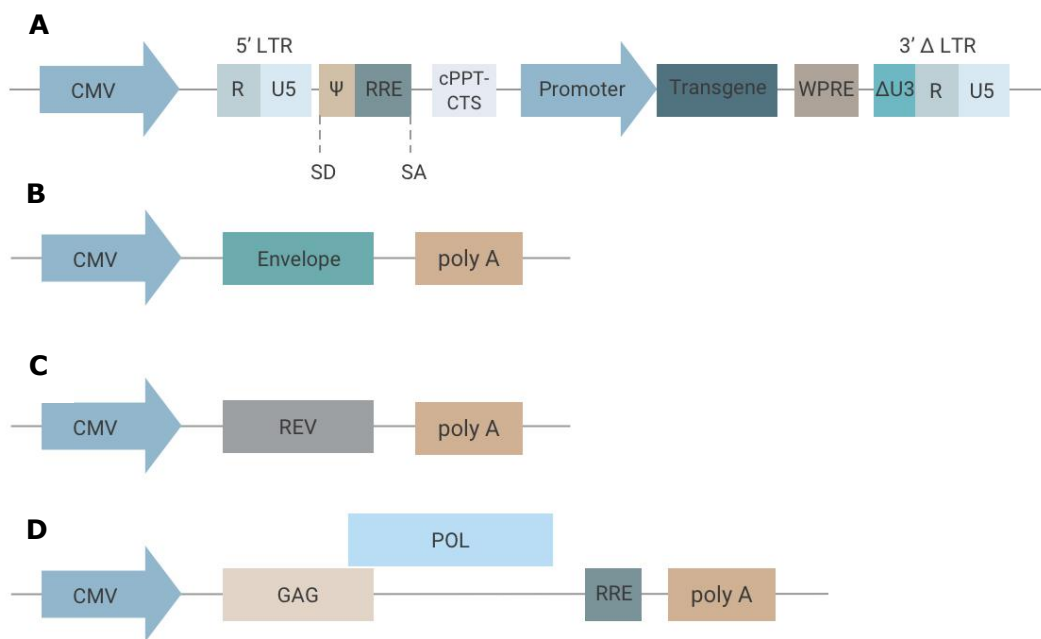 A
5' LTR
3' Δ LTR
CMV
R
U5
Ψ
RRE
cPPT-
CTS
Promoter
Transgene
WPRE
ΔU3
R
U5
SD
SA
B
CMV
Envelope
poly A
C
CMV
REV
poly A
D
POL
CMV
GAG
RRE
poly A